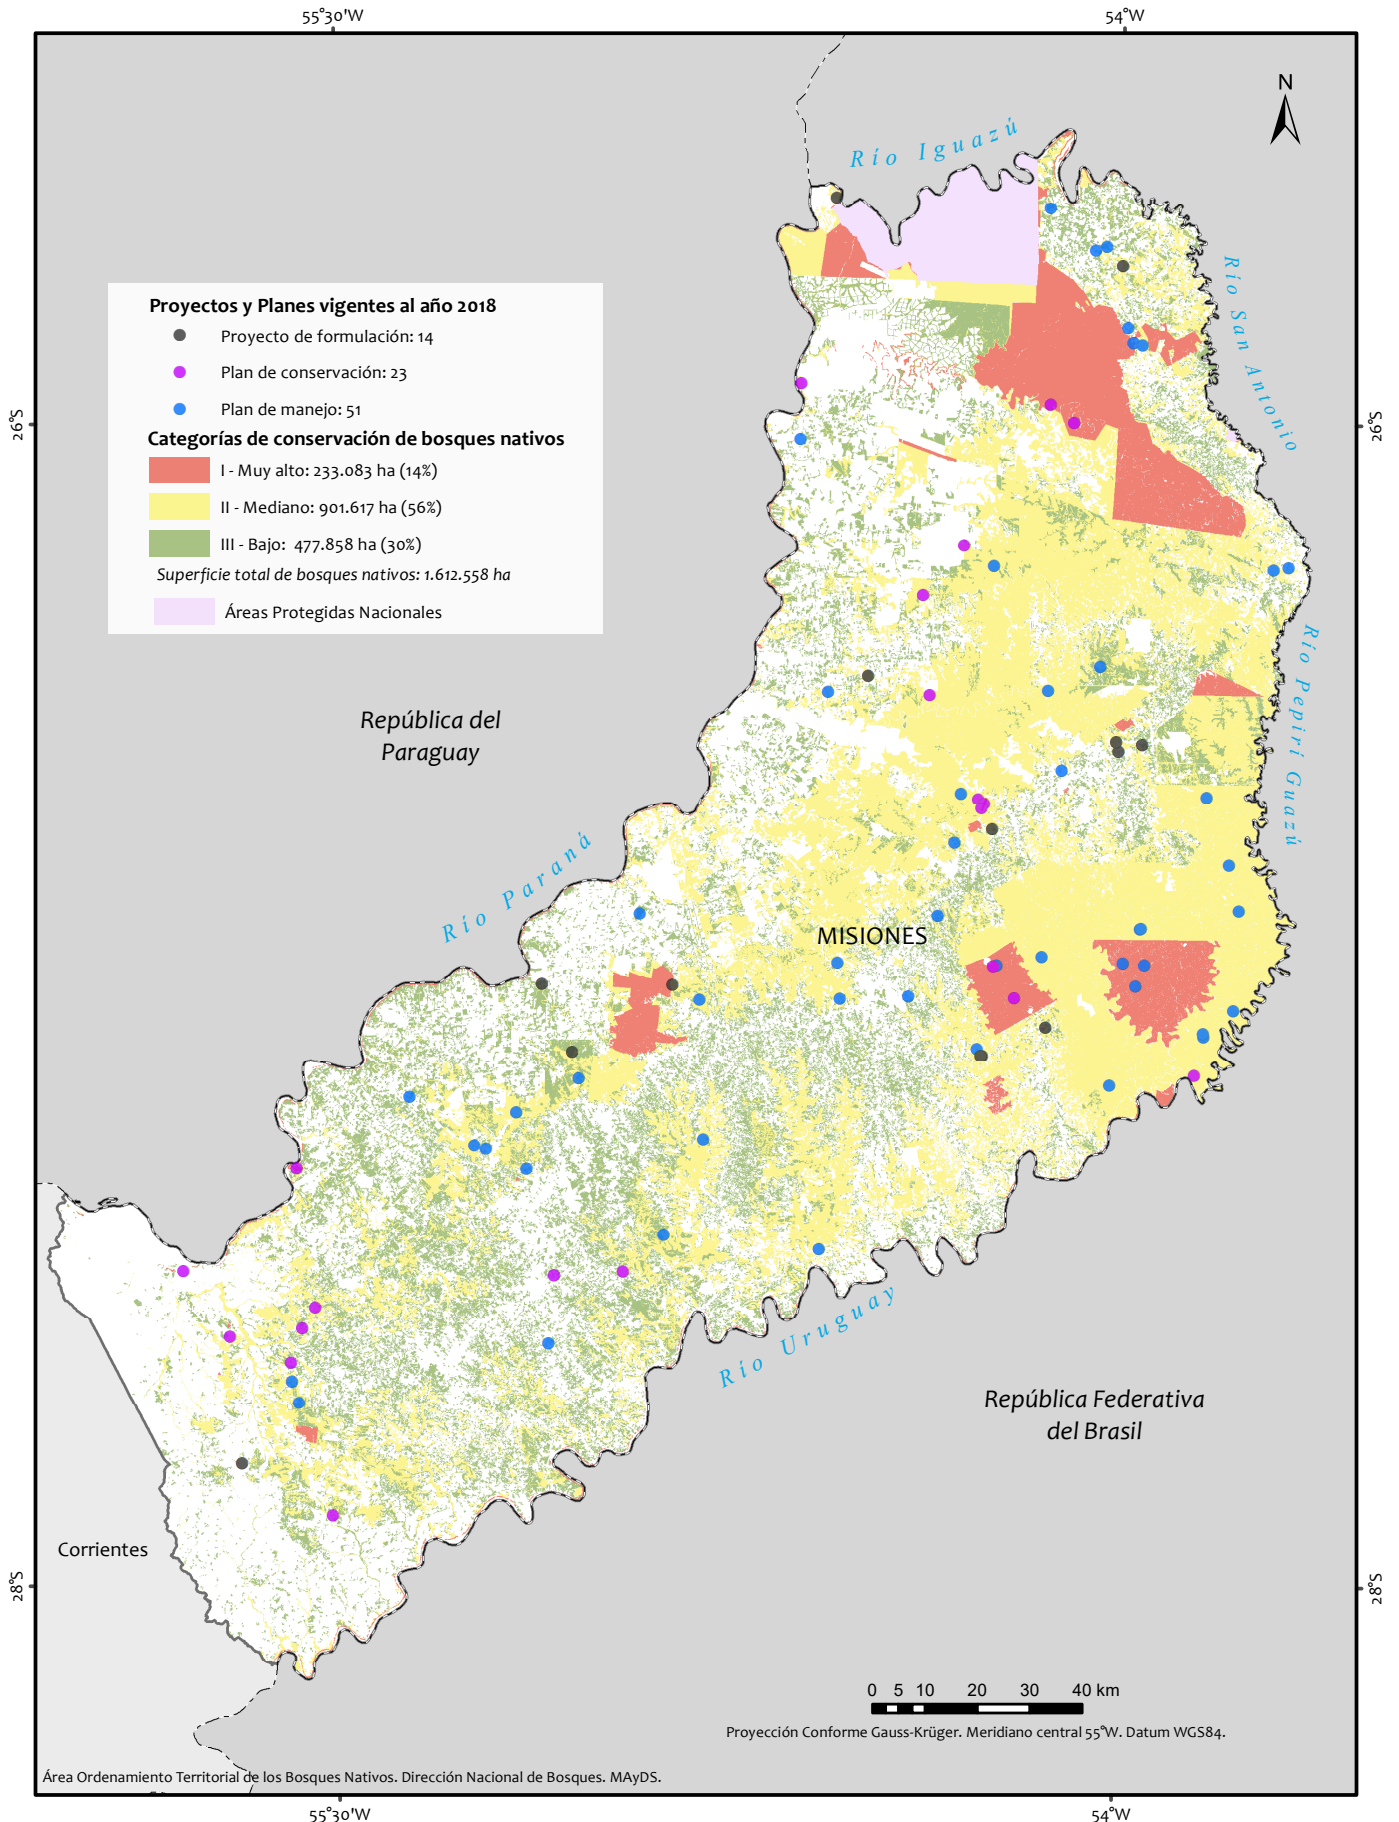 55°30'W
54°W
N
Río Iguazú
Río San Antonio
Proyectos y Planes vigentes al año 2018
Proyecto de formulación: 14
Plan de conservación: 23
Plan de manejo: 51
Categorías de conservación de bosques nativos
I - Muy alto: 233.083 ha (14%)
II - Mediano: 901.617 ha (56%)
III - Bajo: 477.858 ha (30%)
Superficie total de bosques nativos: 1.612.558 ha
Áreas Protegidas Nacionales
26°S
26°S
Río Pepirí Guazú
República del
Paraguay
Río Paraná
MISIONES
Río Uruguay
República Federativa
del Brasil
Corrientes
28°S
28°S
0 5 10 20 30 40 km
Proyección Conforme Gauss-Krüger. Meridiano central 55°W. Datum WGS84.
Área Ordenamiento Territorial de los Bosques Nativos. Dirección Nacional de Bosques. MAyDS.
55°30'W
54°W